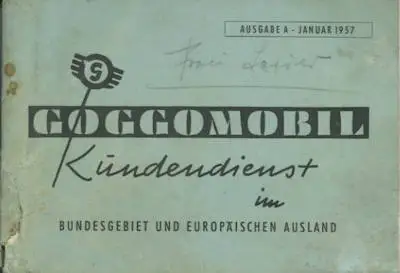 AUSGABE A - JANUAR 1957
G
GOGGOMOBIL
Kundendienst
im
BUNDESGEBIET UND EUROPÄISCHEN AUSLAND